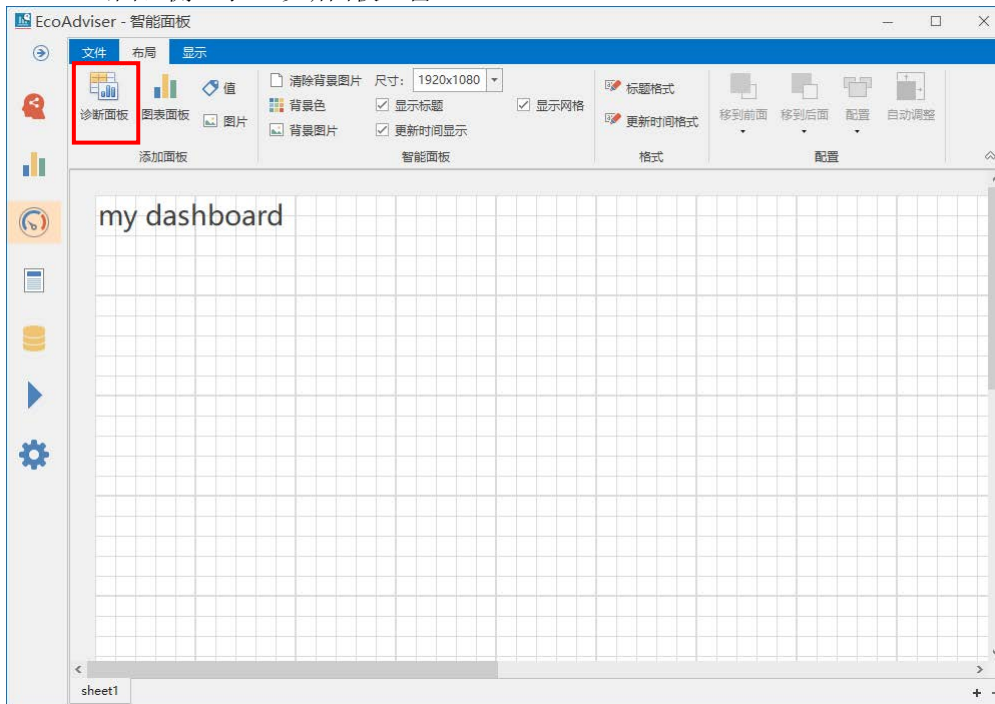 EcoAdviser - 智能面板
文件 布局 显示
诊断面板 图表面板 值 图片
添加面板
清除背景图片 尺寸: 1920x1080
背景色 显示标题 显示网格
背景图片 更新时间显示
智能面板
标题格式
更新时间格式
格式
移到前面 移到后面 配置 自动调整
配置
my dashboard
sheet1